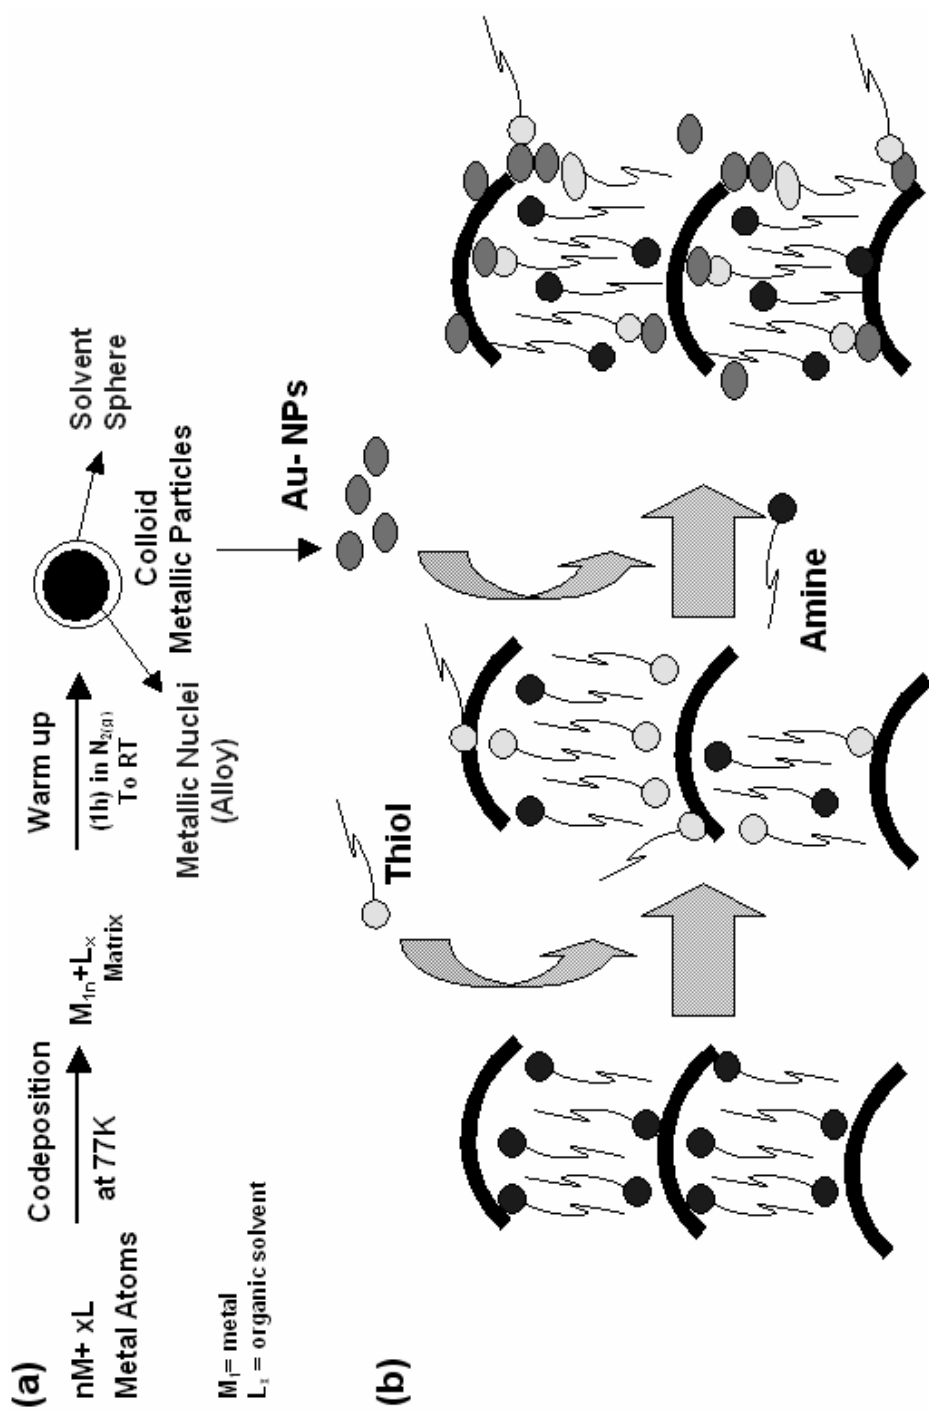 (a)
nM+ xL
Metal Atoms
Codeposition
at 77K
M₁ₙ+Lₓ
Matrix
Warm up
(1h) in N₂₍g₎
To RT
Solvent
Sphere
Colloid
Metallic Particles
Metallic Nuclei
(Alloy)
M₁= metal
Lₓ = organic solvent
Au- NPs
(b)
Thiol
Amine